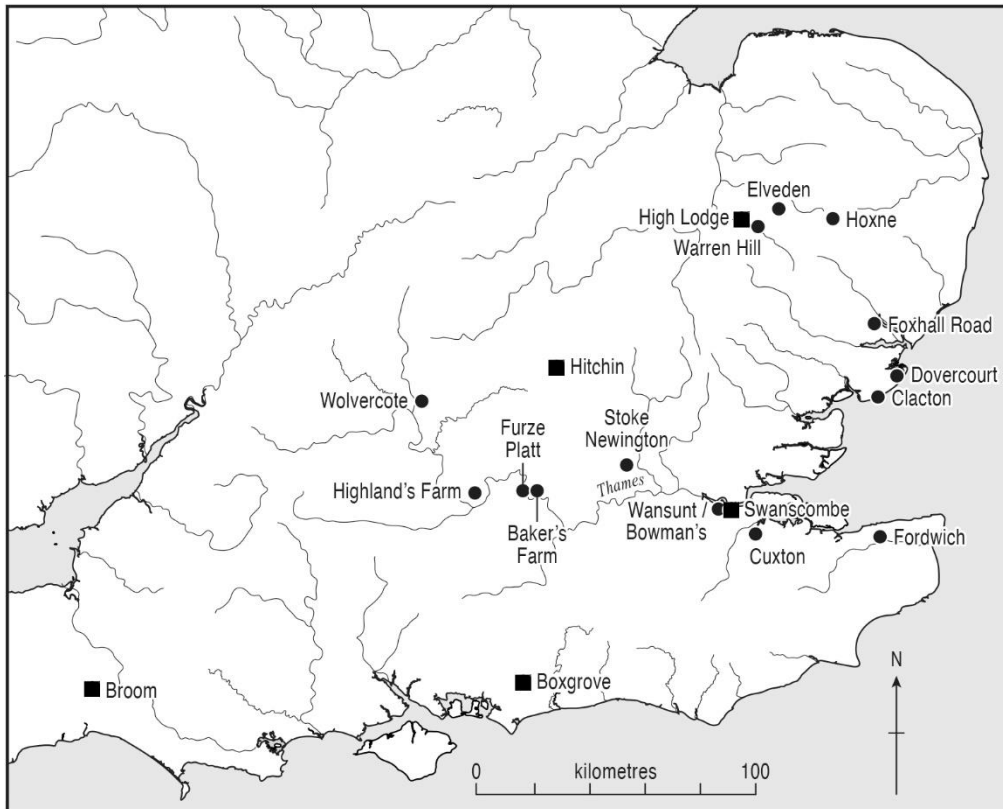 Elveden
High Lodge
Hoxne
Warren Hill
Foxhall Road
Hitchin
Dovercourt
Clacton
Wolvercote
Furze
Platt
Stoke
Newington
Highland's Farm
Thames
Baker's
Farm
Wansunt /
Bowman's
Swanscombe
Cuxton
Fordwich
Broom
Boxgrove
N
0 kilometres 100